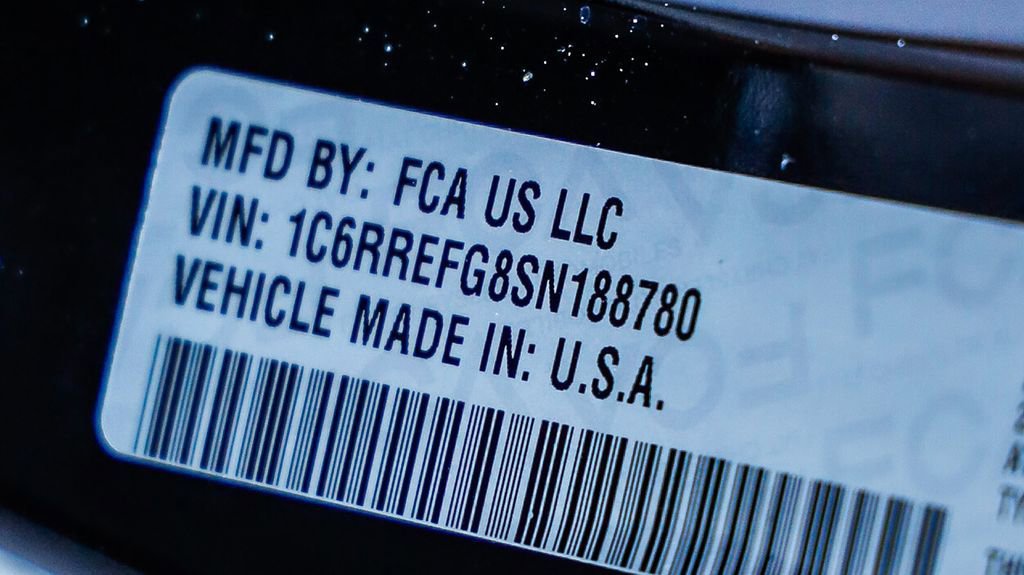 MFD BY: FCA US LLC
VIN: 1C6RREFG8SN188780
VEHICLE MADE IN: U.S.A.